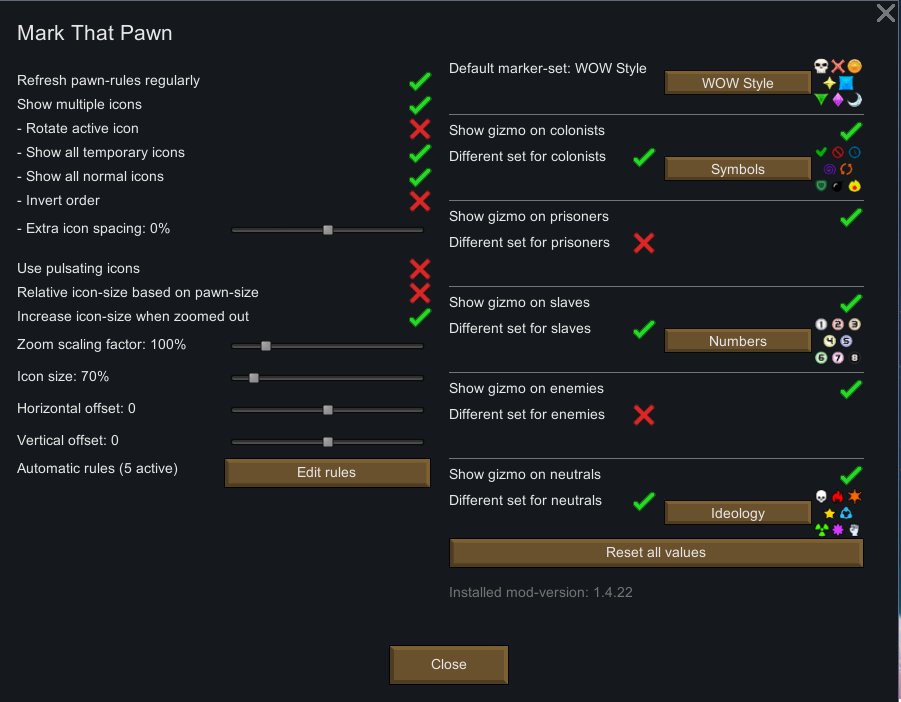 Mark That Pawn
Refresh pawn-rules regularly
Show multiple icons
- Rotate active icon
- Show all temporary icons
- Show all normal icons
- Invert order
- Extra icon spacing: 0%
Use pulsating icons
Relative icon-size based on pawn-size
Increase icon-size when zoomed out
Zoom scaling factor: 100%
Icon size: 70%
Horizontal offset: 0
Vertical offset: 0
Automatic rules (5 active)
Edit rules
Default marker-set: WOW Style
WOW Style
Show gizmo on colonists
Different set for colonists
Symbols
Show gizmo on prisoners
Different set for prisoners
Show gizmo on slaves
Different set for slaves
Numbers
1 2 3
4 5
6 7 8
Show gizmo on enemies
Different set for enemies
Show gizmo on neutrals
Different set for neutrals
Ideology
Reset all values
Installed mod-version: 1.4.22
Close